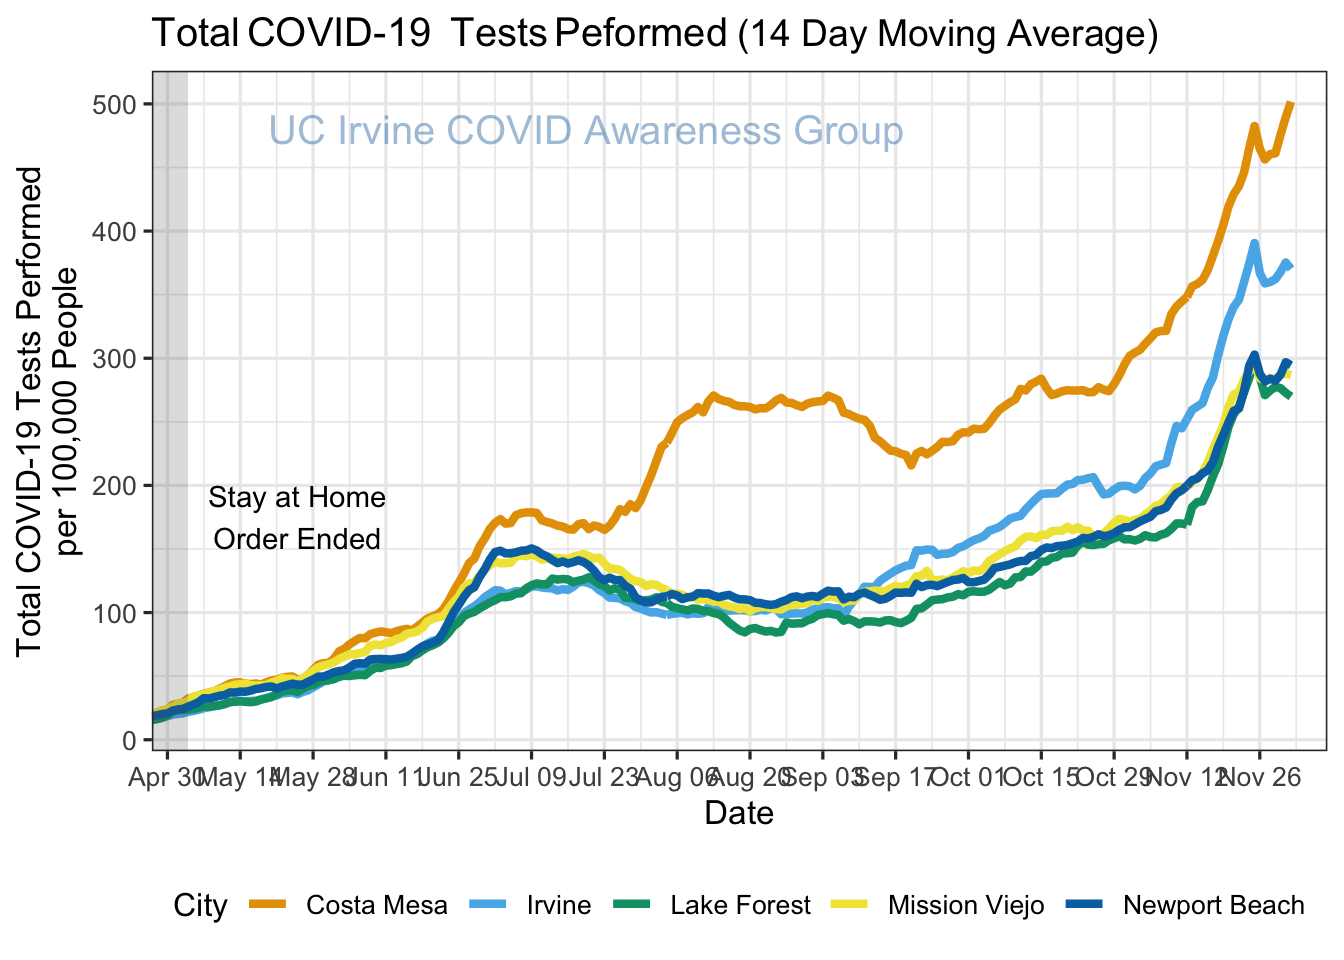 Total COVID-19 Tests Peformed (14 Day Moving Average)
UC Irvine COVID Awareness Group
Total COVID-19 Tests Performed
per 100,000 People
500
400
300
200
100
0
Stay at Home
Order Ended
Apr 30 May 14 May 28 Jun 11 Jun 25 Jul 09 Jul 23 Aug 06 Aug 20 Sep 03 Sep 17 Oct 01 Oct 15 Oct 29 Nov 12 Nov 26
Date
City Costa Mesa Irvine Lake Forest Mission Viejo Newport Beach